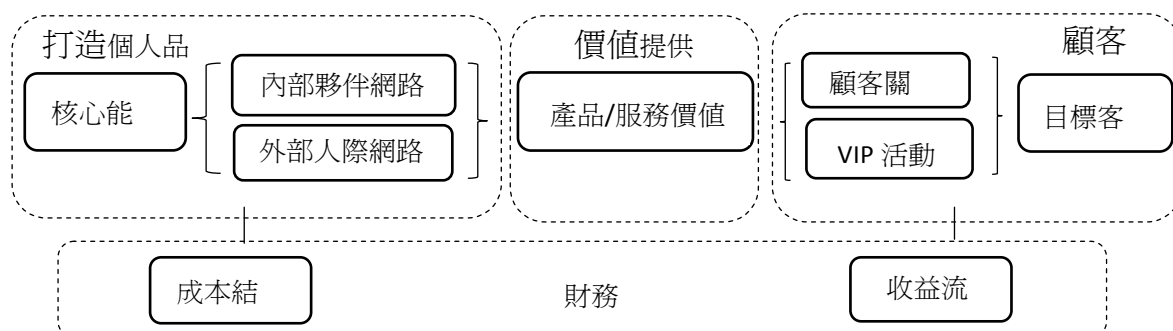 打造個人品
核心能
內部夥伴網路
外部人際網路
價值提供
產品/服務價值
顧客
顧客關
VIP 活動
目標客
成本結
財務
收益流